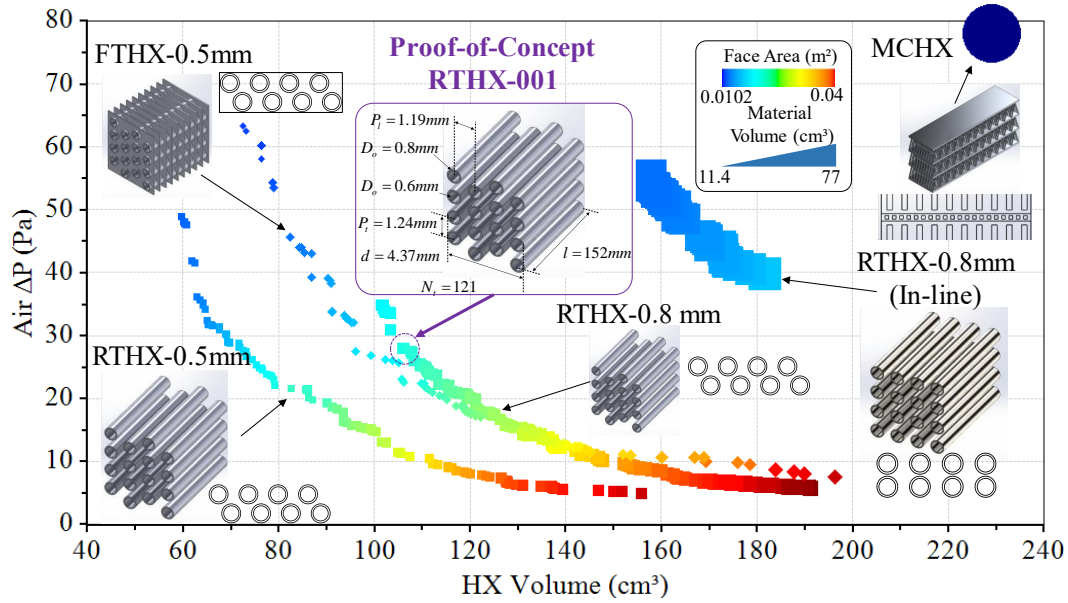 80
70
60
50
40
30
20
10
0
Air ΔP (Pa)
40
60
80
100
120
140
160
180
200
220
240
HX Volume (cm³)
FTHX-0.5mm
Proof-of-Concept
RTHX-001
P_l = 1.19mm
D_o = 0.8mm
D_o = 0.6mm
P_t = 1.24mm
d = 4.37mm
l = 152mm
N_t = 121
Face Area (m²)
0.0102
0.04
Material
Volume (cm³)
11.4
77
MCHX
RTHX-0.8mm
(In-line)
RTHX-0.8 mm
RTHX-0.5mm